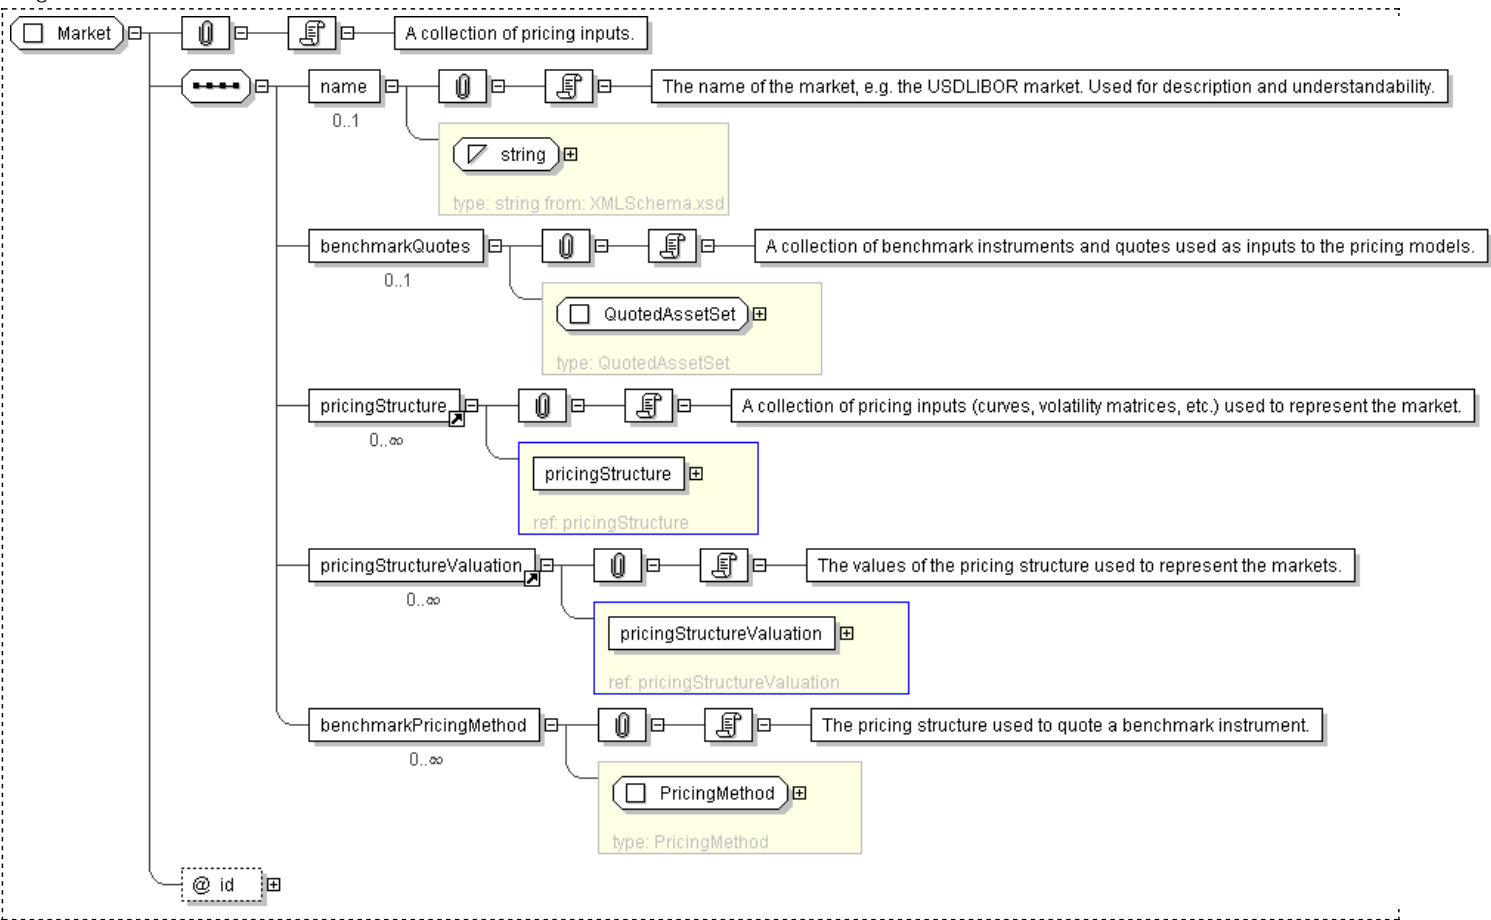 Market
A collection of pricing inputs.
name
The name of the market, e.g. the USDLIBOR market. Used for description and understandability.
0..1
string
type: string from: XMLSchema.xsd
benchmarkQuotes
A collection of benchmark instruments and quotes used as inputs to the pricing models.
0..1
QuotedAssetSet
type: QuotedAssetSet
pricingStructure
A collection of pricing inputs (curves, volatility matrices, etc.) used to represent the market.
0..∞
pricingStructure
ref: pricingStructure
pricingStructureValuation
The values of the pricing structure used to represent the markets.
0..∞
pricingStructureValuation
ref: pricingStructureValuation
benchmarkPricingMethod
The pricing structure used to quote a benchmark instrument.
0..∞
PricingMethod
type: PricingMethod
@ id